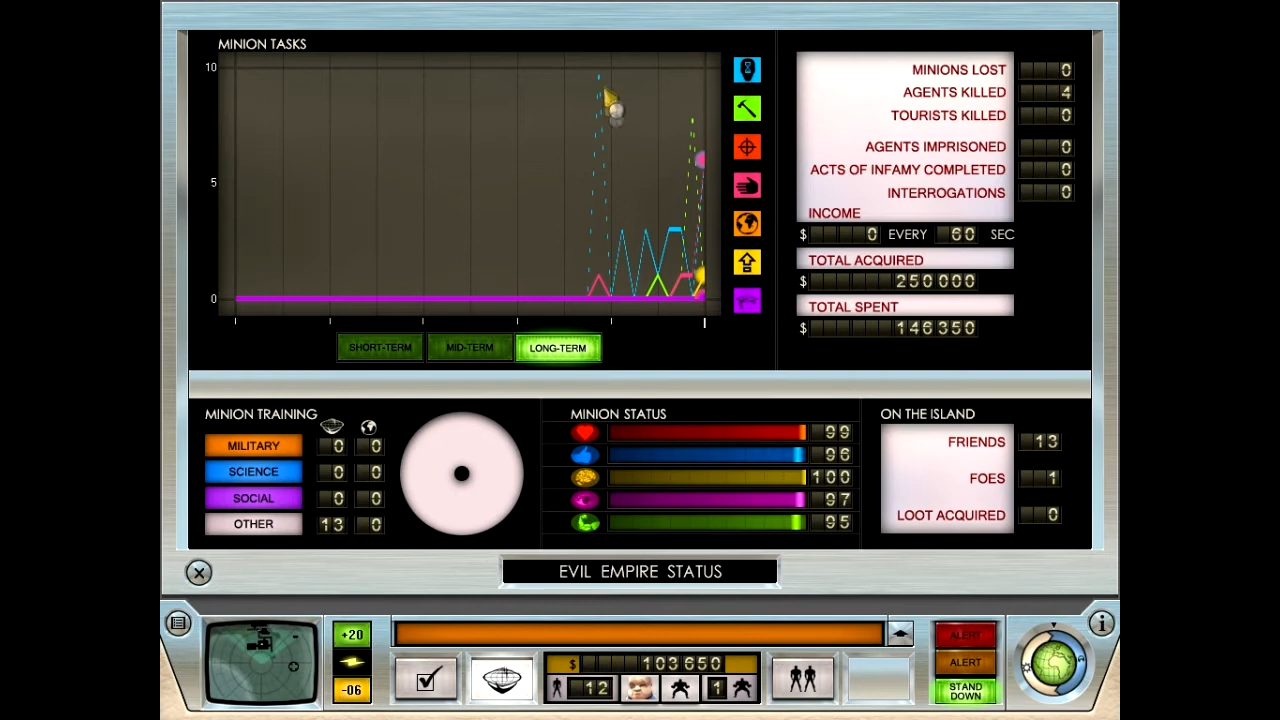 MINION TASKS
10
5
0
SHORT-TERM MID-TERM LONG-TERM
MINIONS LOST 0
AGENTS KILLED 4
TOURISTS KILLED 0
AGENTS IMPRISONED 0
ACTS OF INFAMY COMPLETED 0
INTERROGATIONS 0
INCOME
$ 0 EVERY 60 SEC
TOTAL ACQUIRED
$ 250000
TOTAL SPENT
$ 146350
MINION TRAINING
MILITARY 0 0
SCIENCE 0 0
SOCIAL 0 0
OTHER 13 0
MINION STATUS
99
96
100
97
95
ON THE ISLAND
FRIENDS 13
FOES 1
LOOT ACQUIRED 0
EVIL EMPIRE STATUS
+20
-06
$ 103650
12 1
ALERT
ALERT
STAND
DOWN
i